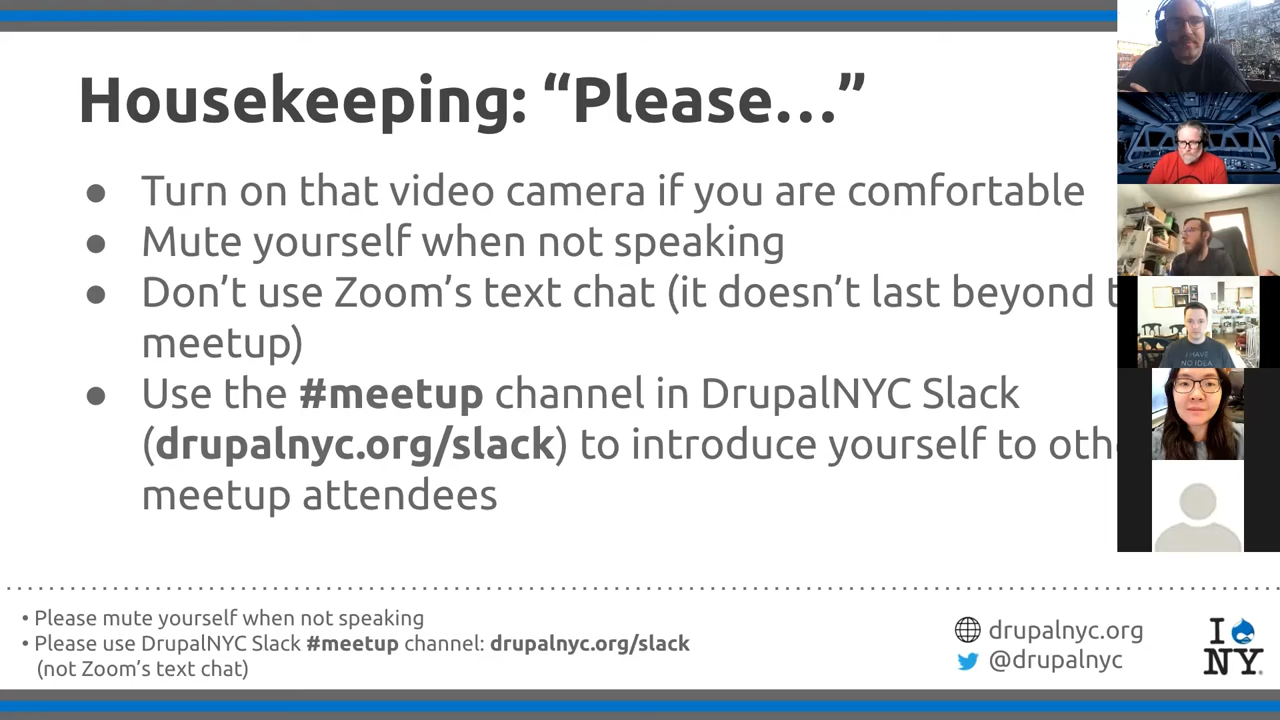 Housekeeping: “Please…”
● Turn on that video camera if you are comfortable
● Mute yourself when not speaking
● Don’t use Zoom’s text chat (it doesn’t last beyond
meetup)
● Use the #meetup channel in DrupalNYC Slack
(drupalnyc.org/slack) to introduce yourself to
meetup attendees
I HAVE
NO IDEA
• Please mute yourself when not speaking
• Please use DrupalNYC Slack #meetup channel: drupalnyc.org/slack
(not Zoom’s text chat)
drupalnyc.org
@drupalnyc
I
NY